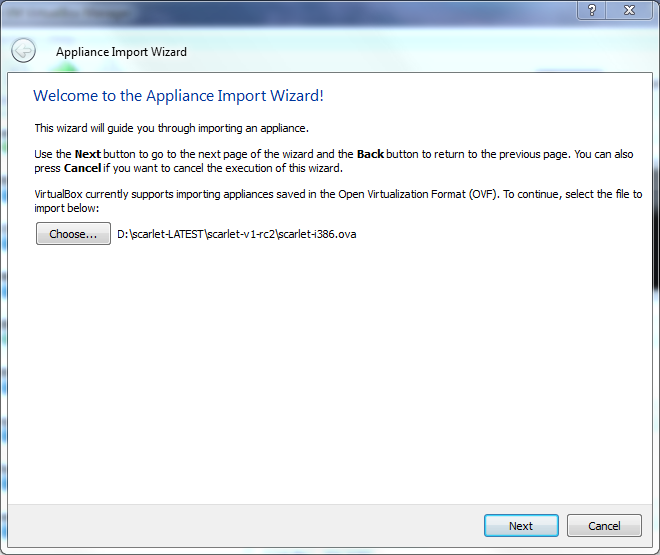 Appliance Import Wizard
Welcome to the Appliance Import Wizard!
This wizard will guide you through importing an appliance.
Use the Next button to go to the next page of the wizard and the Back button to return to the previous page. You can also
press Cancel if you want to cancel the execution of this wizard.
VirtualBox currently supports importing appliances saved in the Open Virtualization Format (OVF). To continue, select the file to
import below:
Choose... D:\scarlet-LATEST\scarlet-v1-rc2\scarlet-i386.ova
Next Cancel